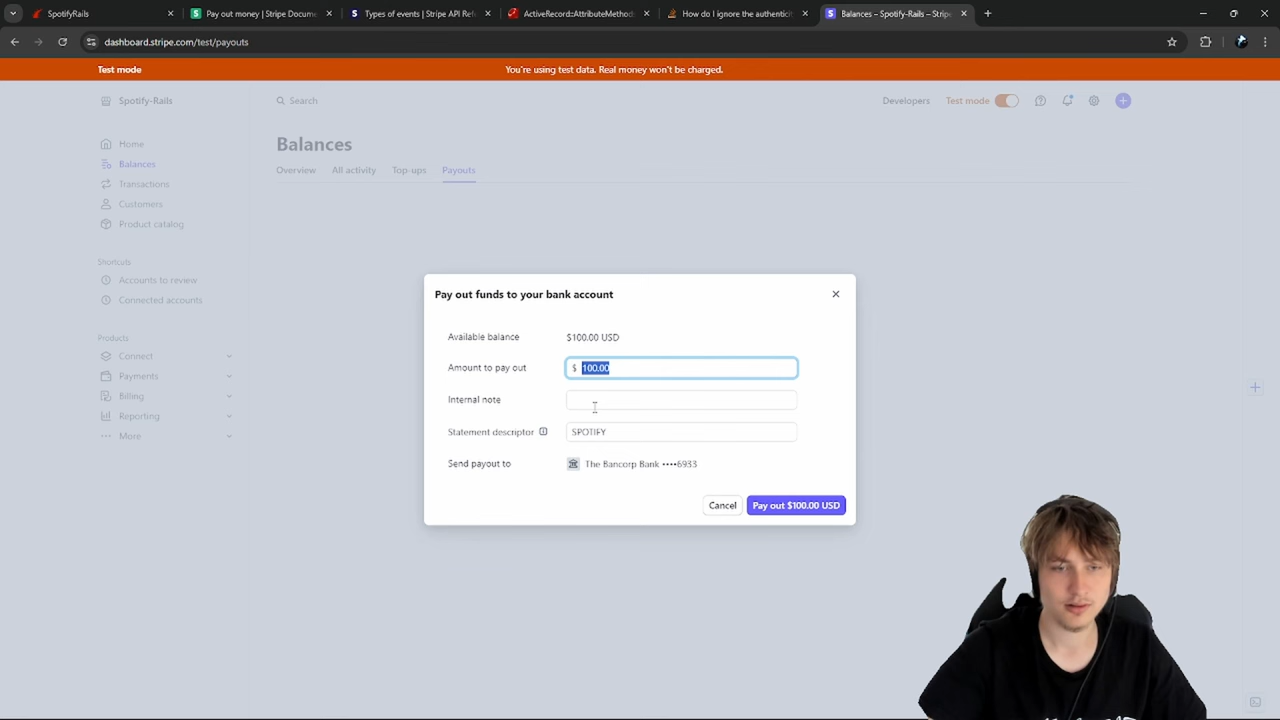 SpotifyRails
Pay out money | Stripe Docume
Types of events | Stripe API Ref
ActiveRecord::AttributeMethod
How do I ignore the authenticit
Balances – Spotify-Rails – Stripe
dashboard.stripe.com/test/payouts
Test mode
You're using test data. Real money won't be charged.
Spotify-Rails
Search
Developers
Test mode
Home
Balances
Transactions
Customers
Product catalog
Shortcuts
Accounts to review
Connected accounts
Products
Connect
Payments
Billing
Reporting
More
Balances
Overview
All activity
Top-ups
Payouts
Pay out funds to your bank account
Available balance
$100.00 USD
Amount to pay out
$ 100.00
Internal note
Statement descriptor
SPOTIFY
Send payout to
The Bancorp Bank ••••6933
Cancel
Pay out $100.00 USD